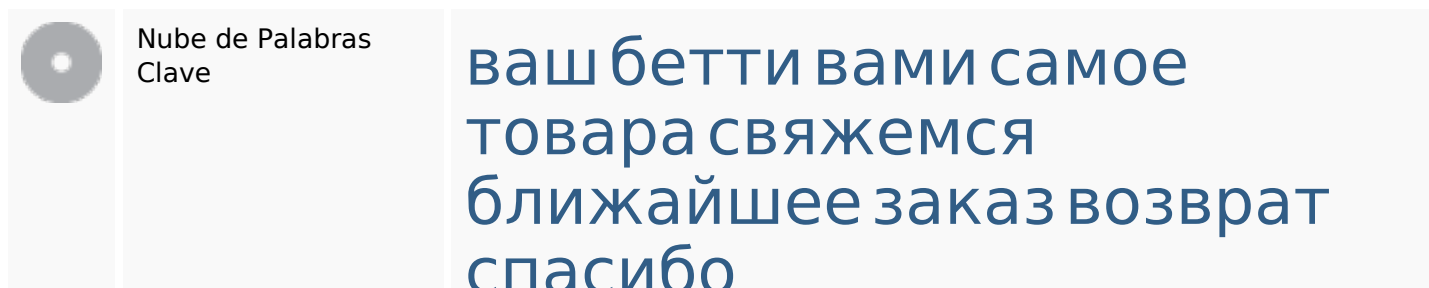 Nube de Palabras
Clave
ваш бетти вами самое
товара свяжемся
ближайшее заказ возврат
спасибо